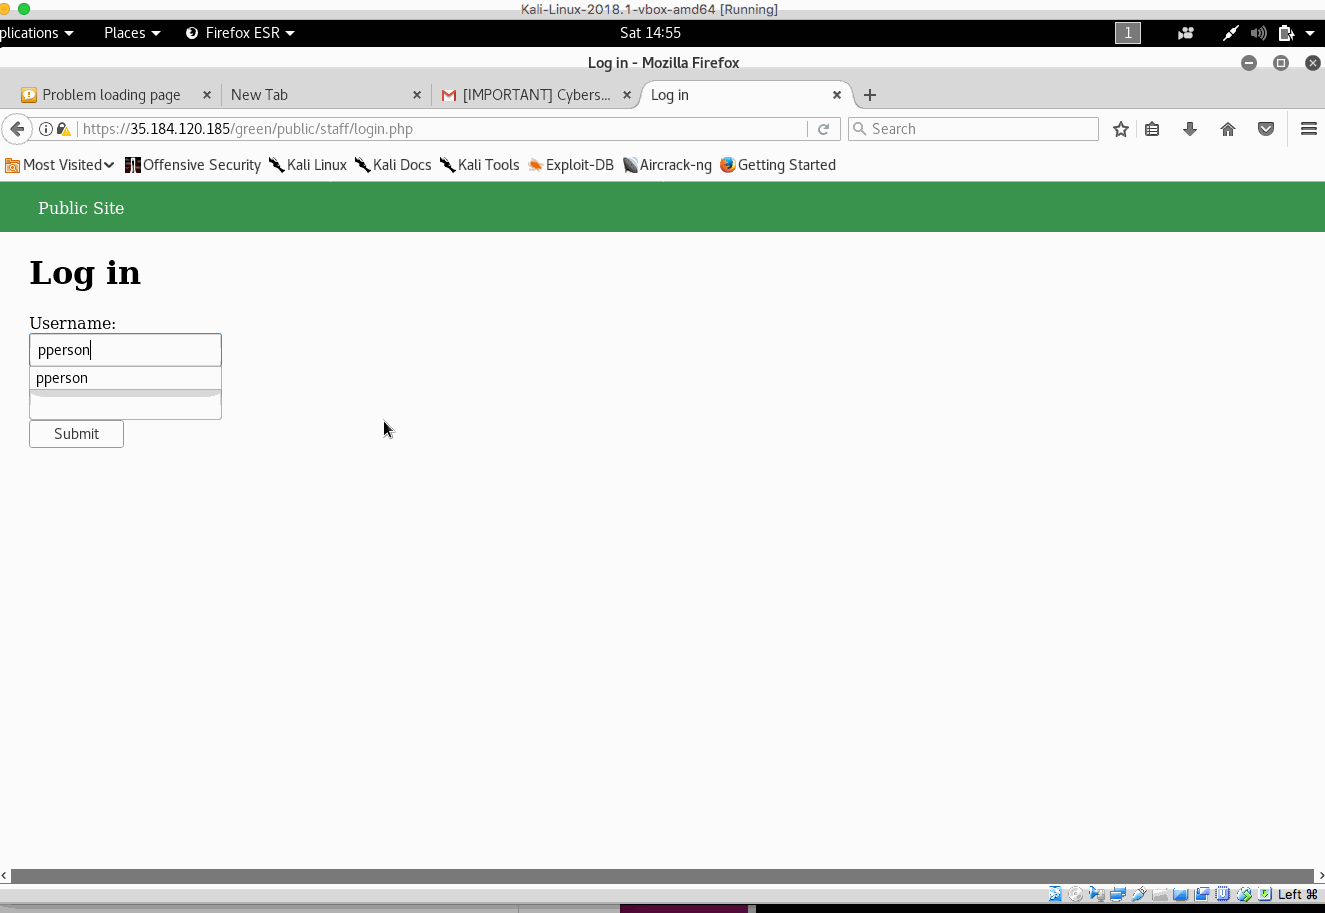 Kali-Linux-2018.1-vbox-amd64 [Running]
plications Places Firefox ESR Sat 14:55 1
Log in - Mozilla Firefox
Problem loading page New Tab [IMPORTANT] Cybers... Log in
https://35.184.120.185/green/public/staff/login.php Search
Most Visited Offensive Security Kali Linux Kali Docs Kali Tools Exploit-DB Aircrack-ng Getting Started
Public Site
Log in
Username:
pperson
pperson
Submit
Left ⌘